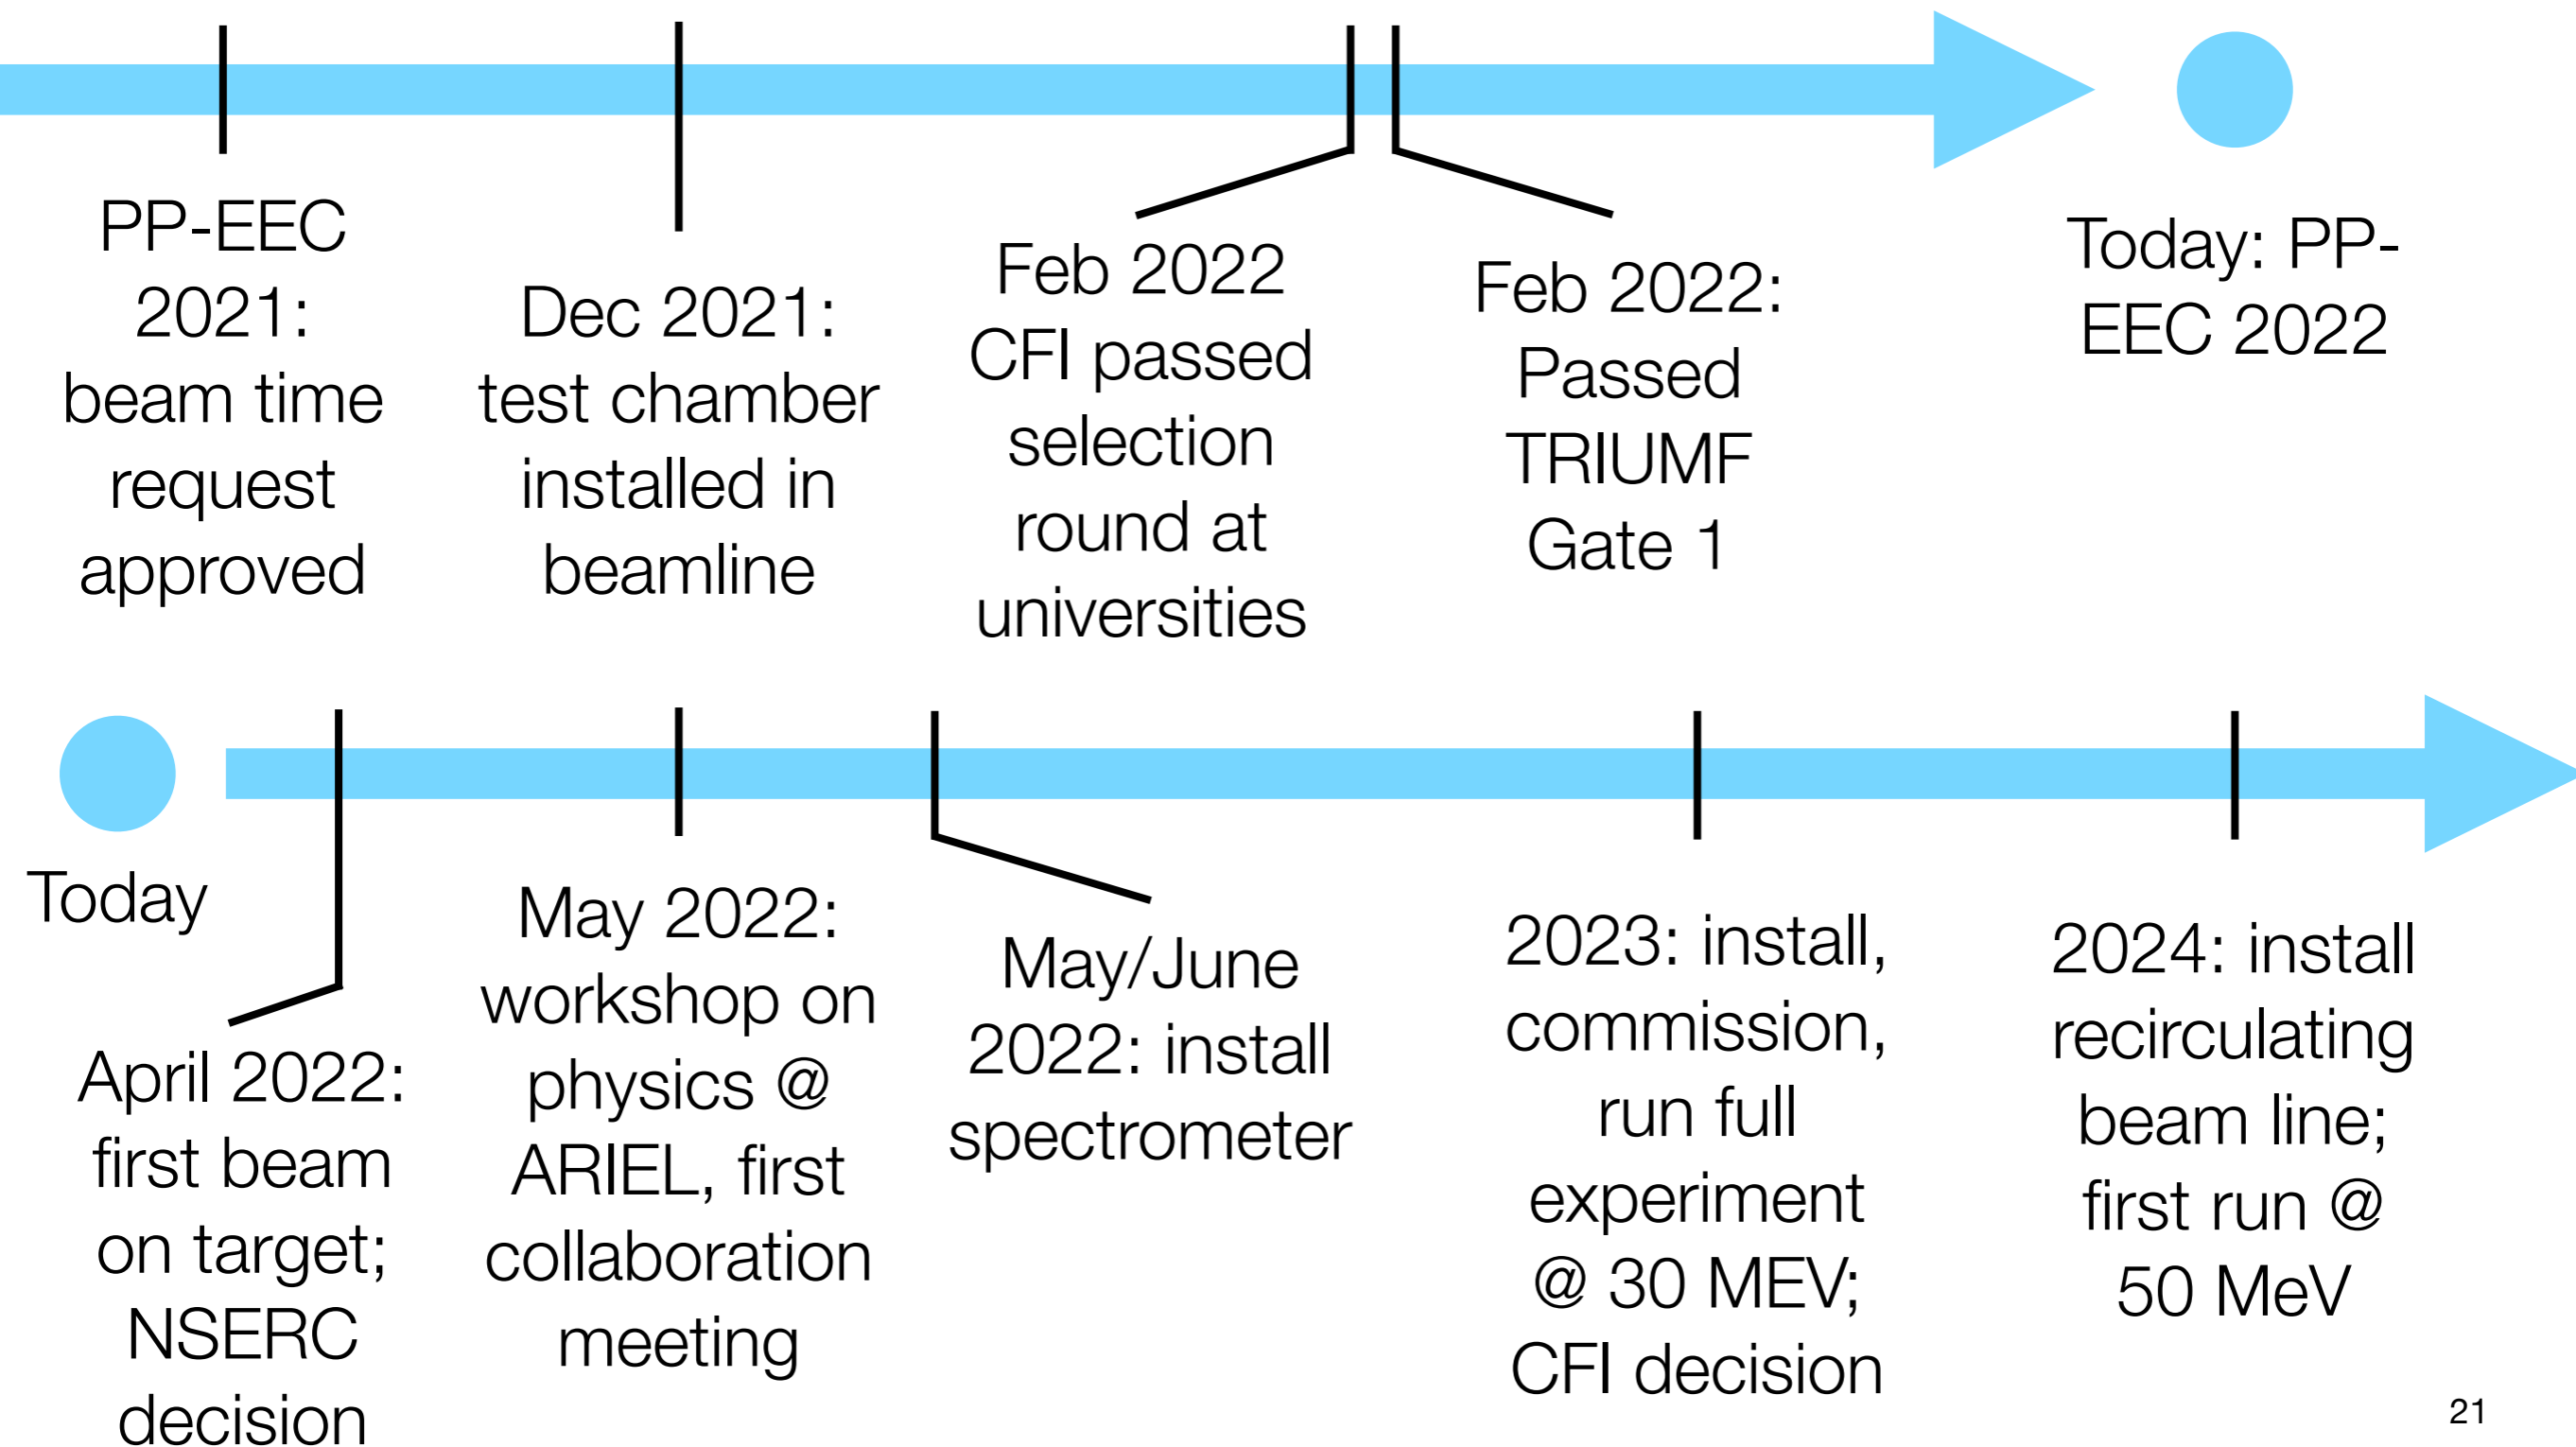 PP-EEC
2021:
beam time
request
approved
Dec 2021:
test chamber
installed in
beamline
Feb 2022
CFI passed
selection
round at
universities
Feb 2022:
Passed
TRIUMF
Gate 1
Today: PP-
EEC 2022
Today
April 2022:
first beam
on target;
NSERC
decision
May 2022:
workshop on
physics @
ARIEL, first
collaboration
meeting
May/June
2022: install
spectrometer
2023: install,
commission,
run full
experiment
@ 30 MEV;
CFI decision
2024: install
recirculating
beam line;
first run @
50 MeV
21